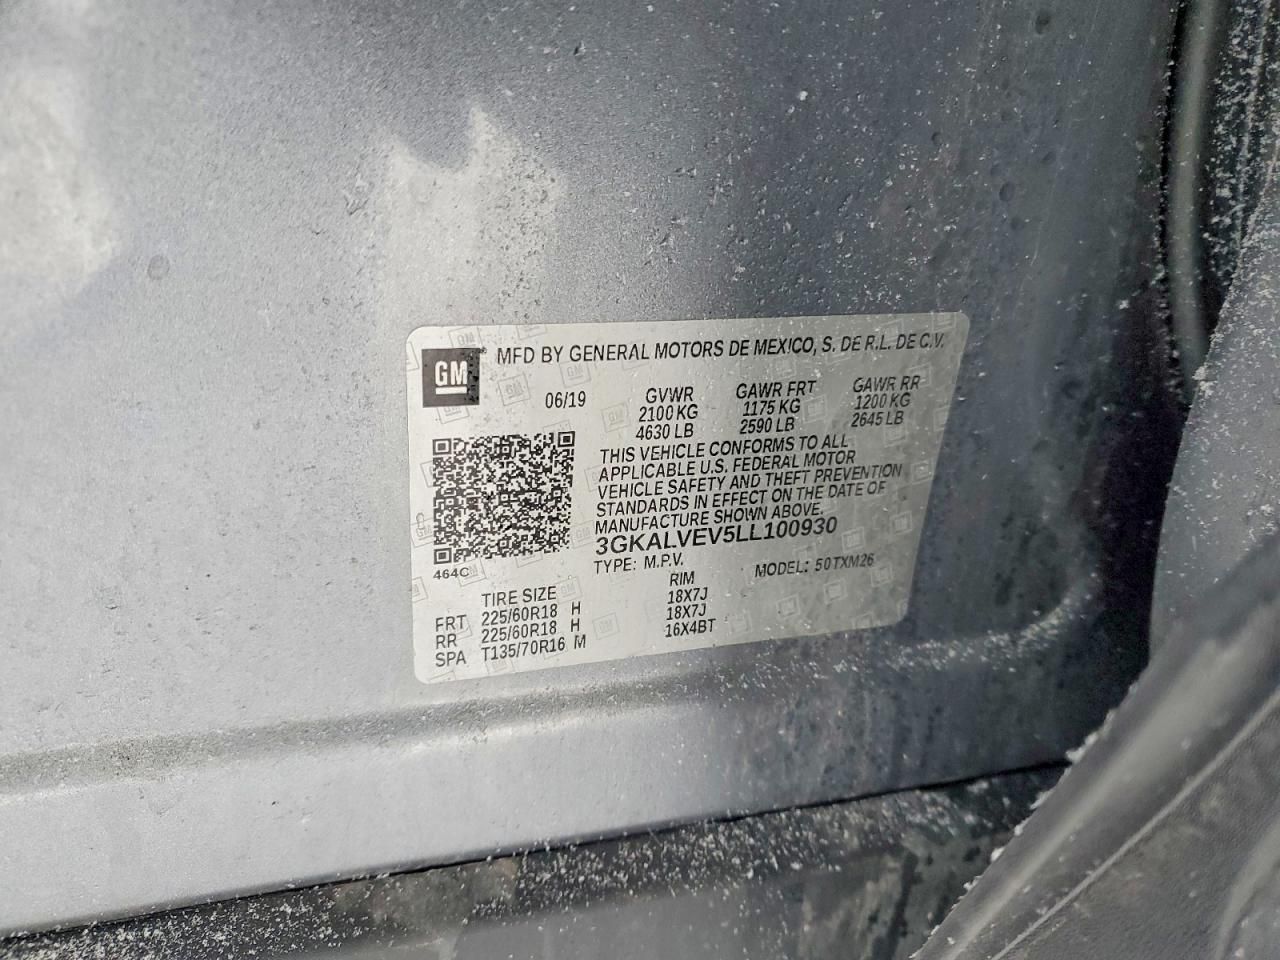 GM MFD BY GENERAL MOTORS DE MEXICO, S. DE R.L. DE C.V.
06/19 GVWR GAWR FRT GAWR RR
2100 KG 1175 KG 1200 KG
4630 LB 2590 LB 2645 LB
THIS VEHICLE CONFORMS TO ALL
APPLICABLE U.S. FEDERAL MOTOR
VEHICLE SAFETY AND THEFT PREVENTION
STANDARDS IN EFFECT ON THE DATE OF
MANUFACTURE SHOWN ABOVE.
3GKALVEV5LL100930
464C TYPE: M.P.V. MODEL: 50TXM26
TIRE SIZE RIM
FRT 225/60R18 H 18X7J
RR 225/60R18 H 18X7J
SPA T135/70R16 M 16X4BT